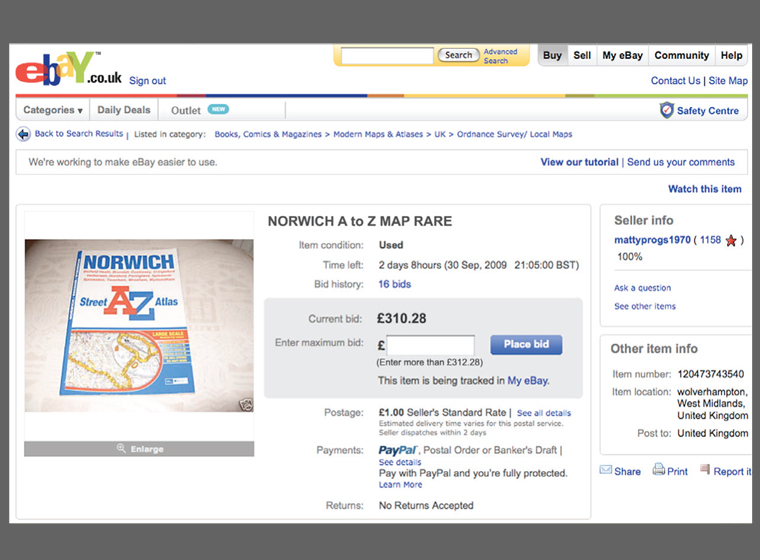 ebay™.co.uk
Sign out
Search
Advanced
Search
Buy Sell My eBay Community Help
Contact Us | Site Map
Categories ▾ Daily Deals Outlet NEW
Safety Centre
Back to Search Results | Listed in category: Books, Comics & Magazines > Modern Maps & Atlases > UK > Ordnance Survey/ Local Maps
We're working to make eBay easier to use.
View our tutorial | Send us your comments
Watch this item
NORWICH
Street AZ Atlas
LARGE SCALE
Enlarge
NORWICH A to Z MAP RARE
Item condition: Used
Time left: 2 days 8hours (30 Sep, 2009 21:05:00 BST)
Bid history: 16 bids
Current bid: £310.28
Enter maximum bid: £
Place bid
(Enter more than £312.28)
This item is being tracked in My eBay.
Postage: £1.00 Seller's Standard Rate | See all details
Estimated delivery time varies for this postal service.
Seller dispatches within 2 days
Payments: PayPal, Postal Order or Banker's Draft |
See details
Pay with PayPal and you're fully protected.
Learn More
Returns: No Returns Accepted
Seller info
mattyprogs1970 ( 1158 )
100%
Ask a question
See other items
Other item info
Item number: 120473743540
Item location: wolverhampton,
West Midlands,
United Kingdom
Post to: United Kingdom
Share Print Report it